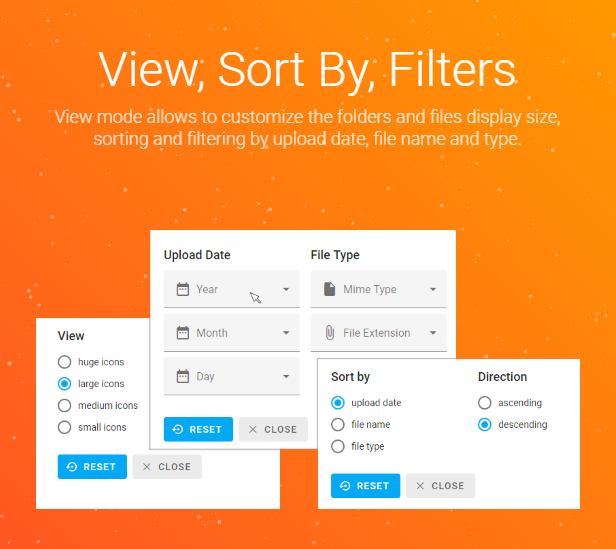 View, Sort By, Filters
View mode allows to customize the folders and files display size,
sorting and filtering by upload date, file name and type.
Upload Date
File Type
Year
Mime Type
Month
File Extension
Day
RESET
CLOSE
View
huge icons
large icons
medium icons
small icons
RESET
CLOSE
Sort by
Direction
upload date
ascending
file name
descending
file type
RESET
CLOSE